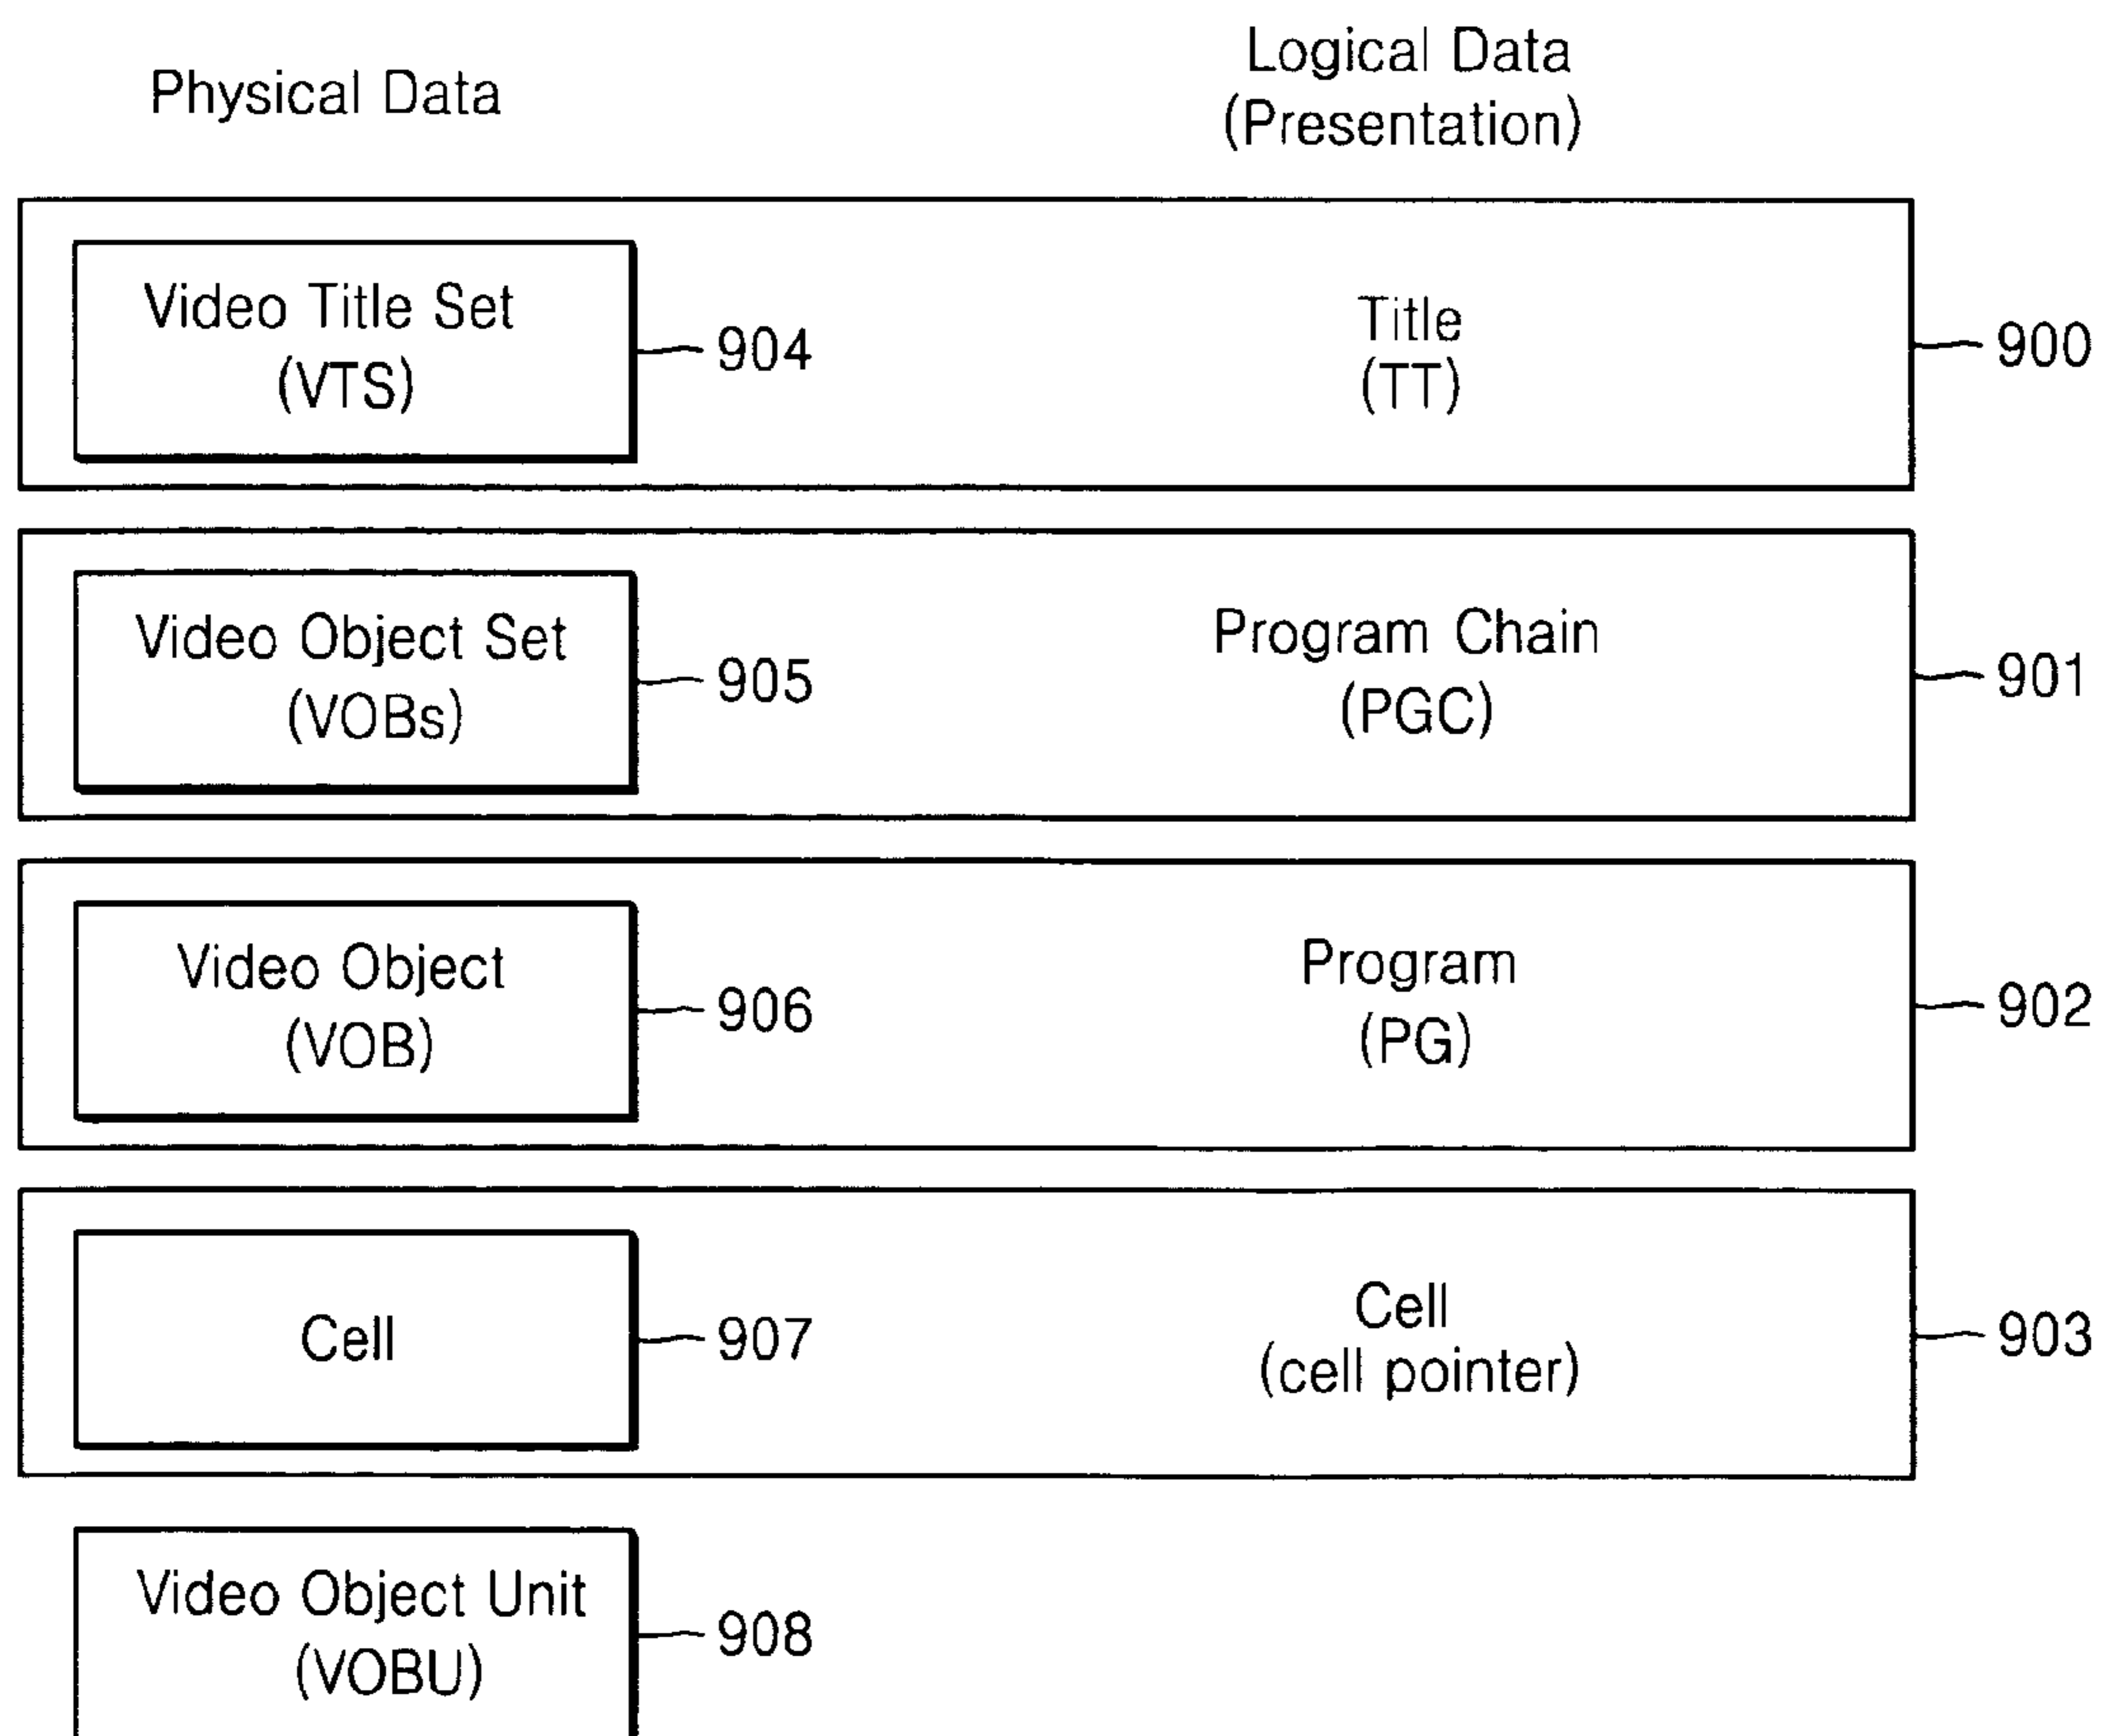 Physical Data
Logical Data
(Presentation)
Video Title Set
(VTS)
904
Title
(TT)
900
Video Object Set
(VOBs)
905
Program Chain
(PGC)
901
Video Object
(VOB)
906
Program
(PG)
902
Cell
907
Cell
(cell pointer)
903
Video Object Unit
(VOBU)
908